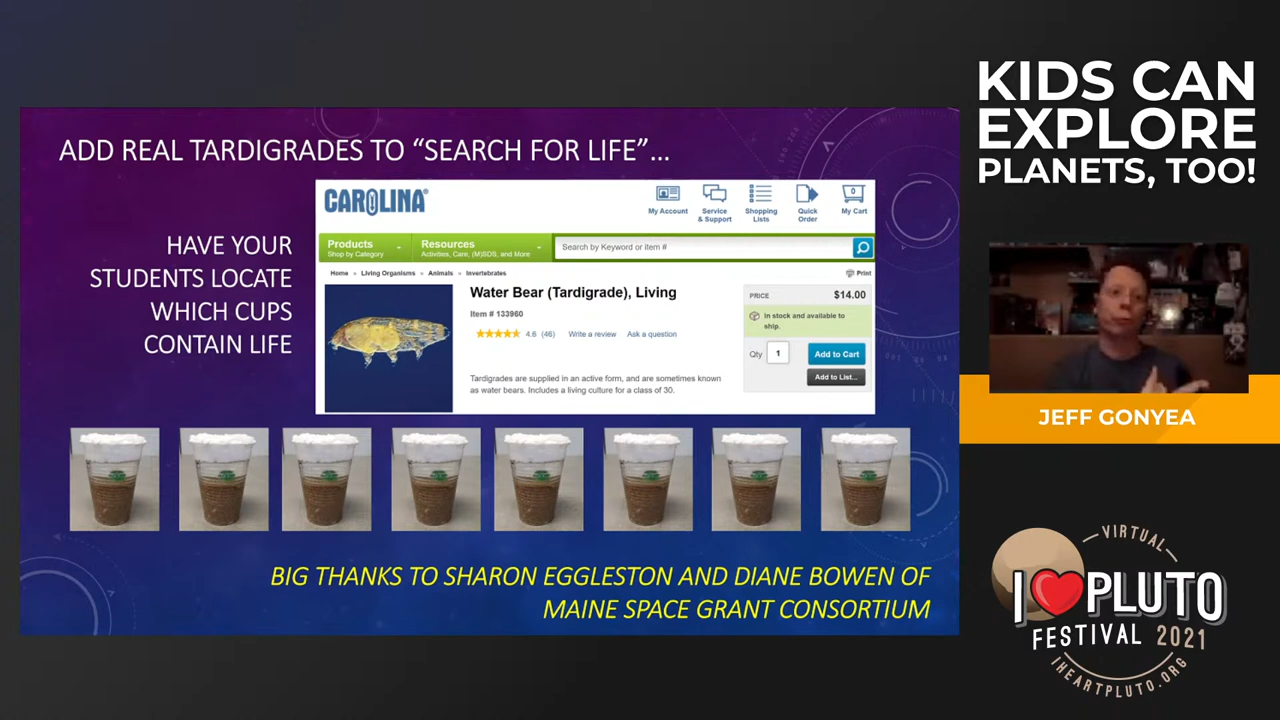 ADD REAL TARDIGRADES TO “SEARCH FOR LIFE”...
HAVE YOUR
STUDENTS LOCATE
WHICH CUPS
CONTAIN LIFE
CAROLINA®
My Account
Service
& Support
Shopping
Lists
Quick
Order
0
My Cart
Products
Shop by Category
Resources
Activities, Care, (M)SDS, and More
Search by Keyword or item #
Home » Living Organisms » Animals » Invertebrates
Print
Water Bear (Tardigrade), Living
Item # 133960
4.6 (46) Write a review Ask a question
Tardigrades are supplied in an active form, and are sometimes known
as water bears. Includes a living culture for a class of 30.
PRICE $14.00
In stock and available to
ship.
Qty 1 Add to Cart
Add to List...
BIG THANKS TO SHARON EGGLESTON AND DIANE BOWEN OF
MAINE SPACE GRANT CONSORTIUM
KIDS CAN
EXPLORE
PLANETS, TOO!
JEFF GONYEA
VIRTUAL
I PLUTO
FESTIVAL 2021
IHEARTPLUTO.ORG